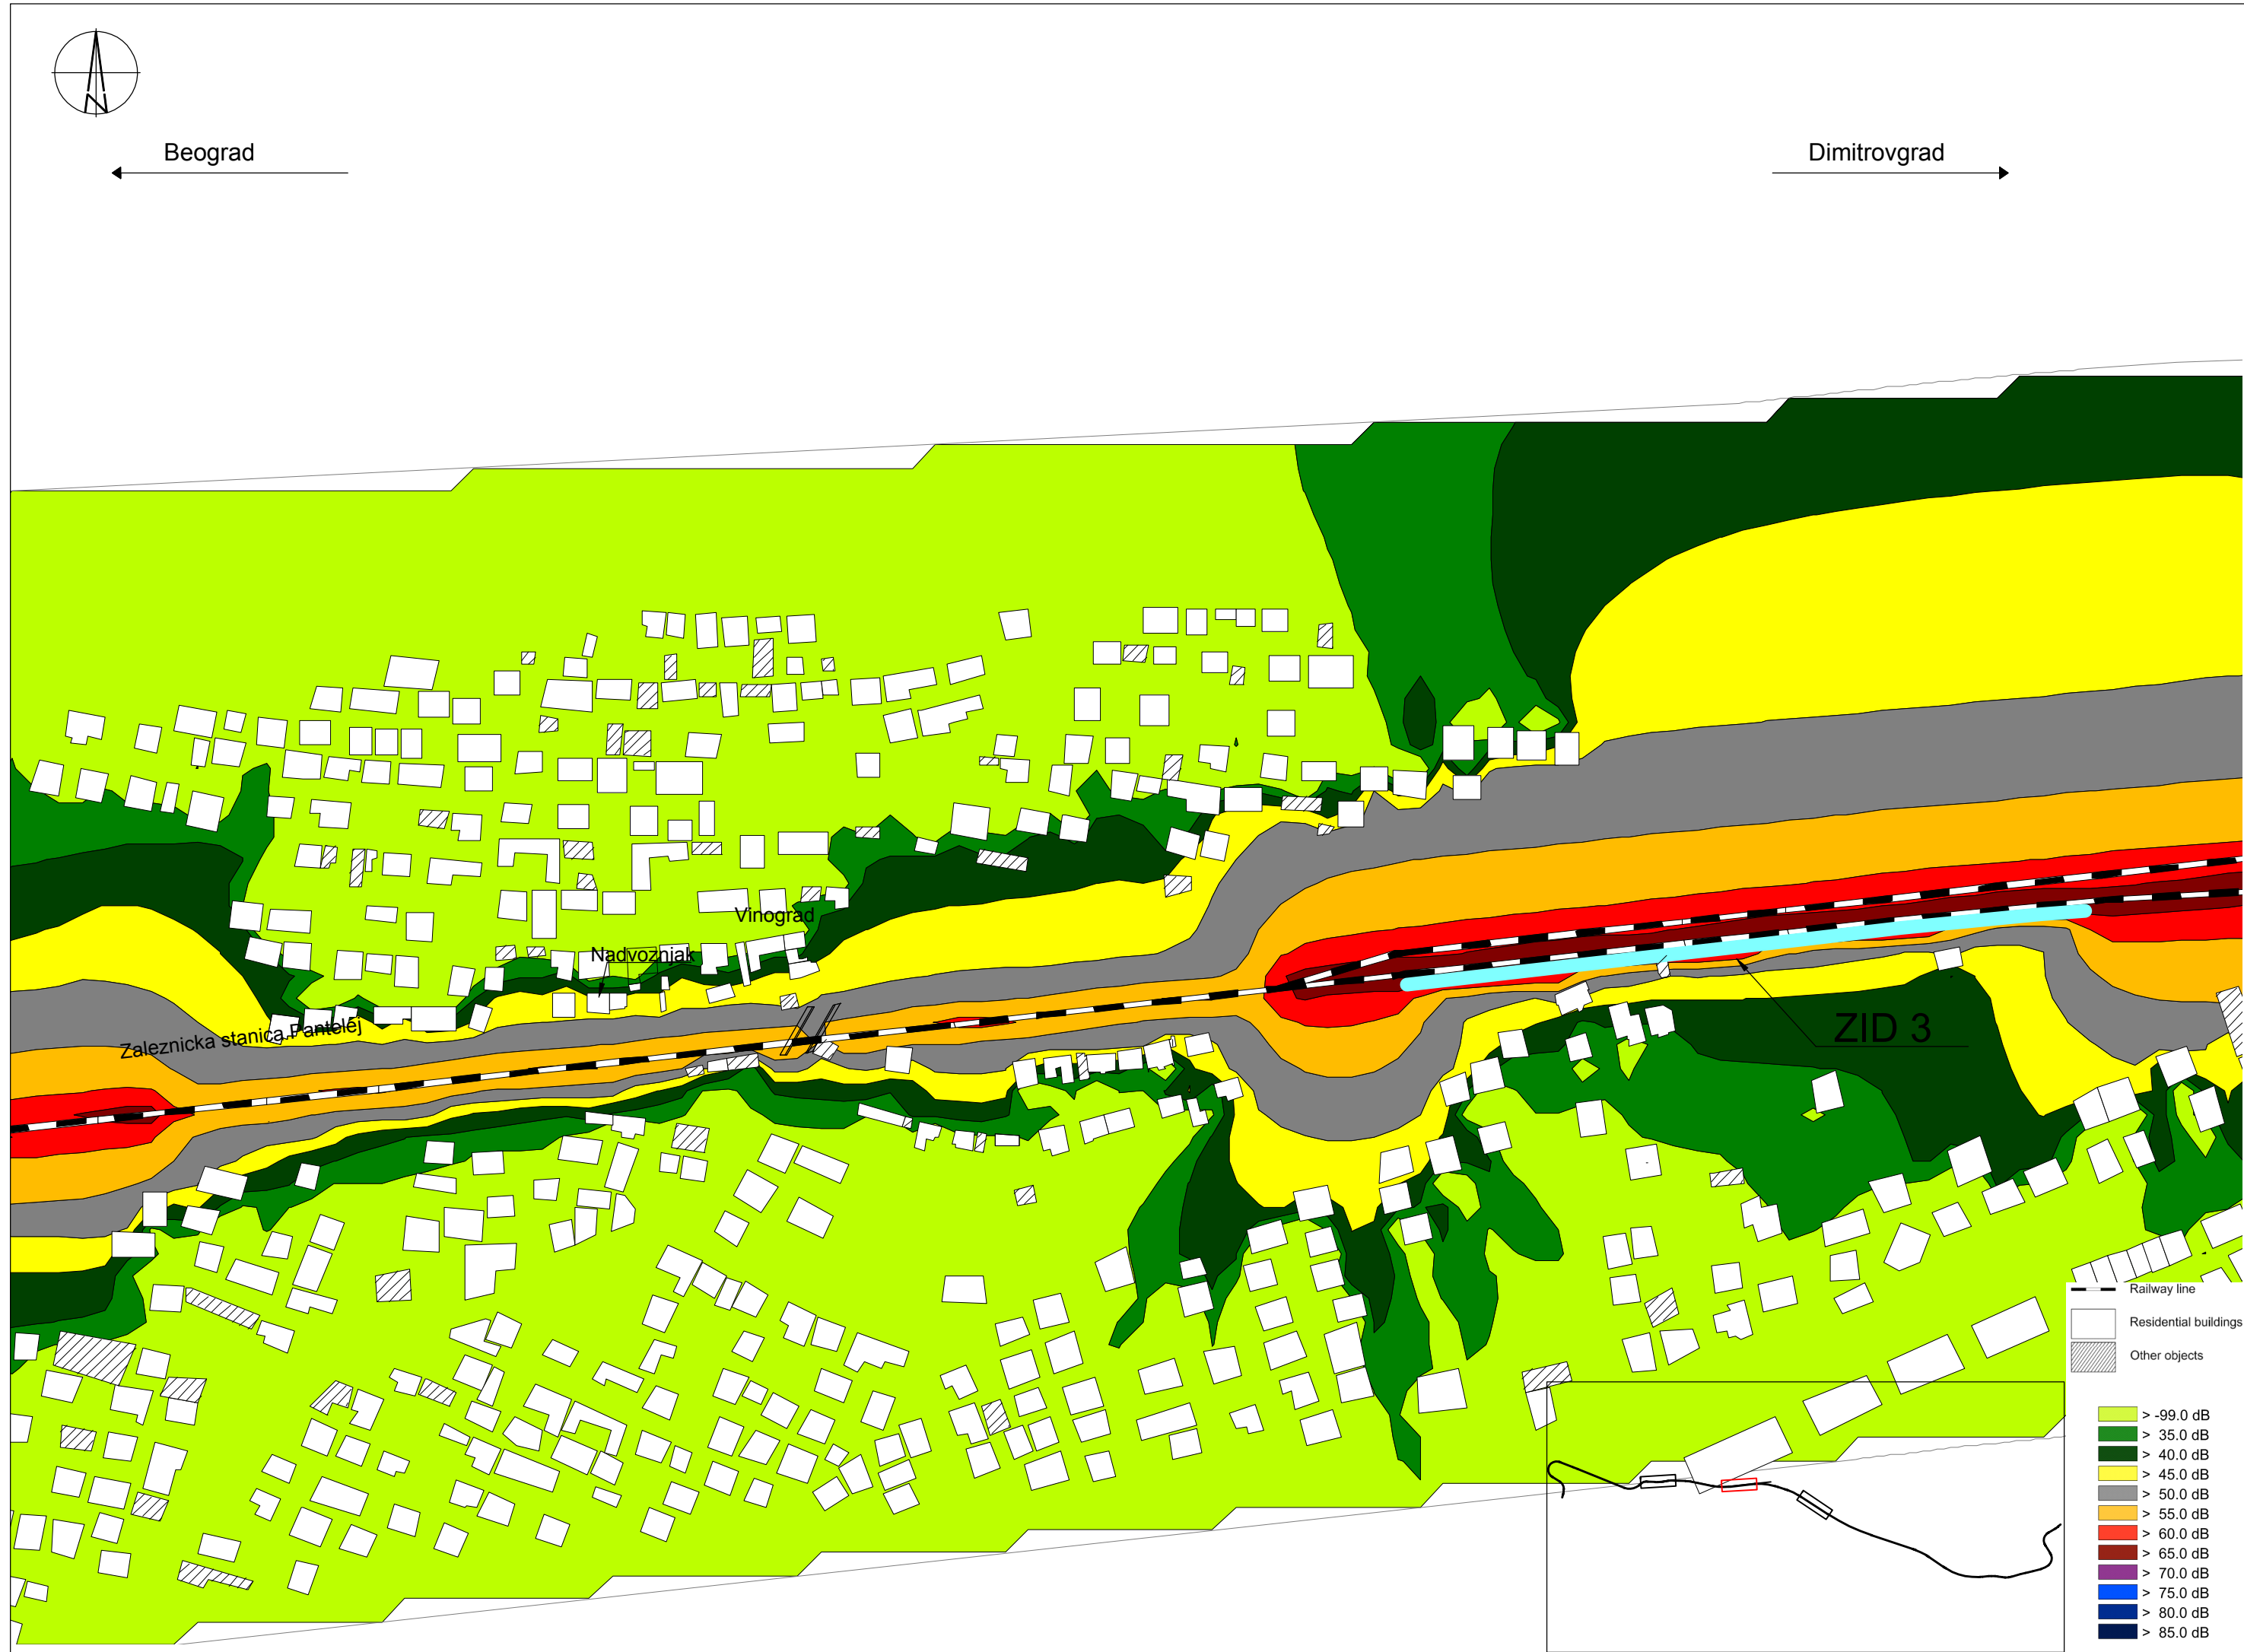 N
Beograd
Dimitrovgrad
Vinograd
Nadvoznjak
Zaleznicka stanica Pantelej
ZID 3
Railway line
Residential buildings
Other objects
> -99.0 dB
> 35.0 dB
> 40.0 dB
> 45.0 dB
> 50.0 dB
> 55.0 dB
> 60.0 dB
> 65.0 dB
> 70.0 dB
> 75.0 dB
> 80.0 dB
> 85.0 dB